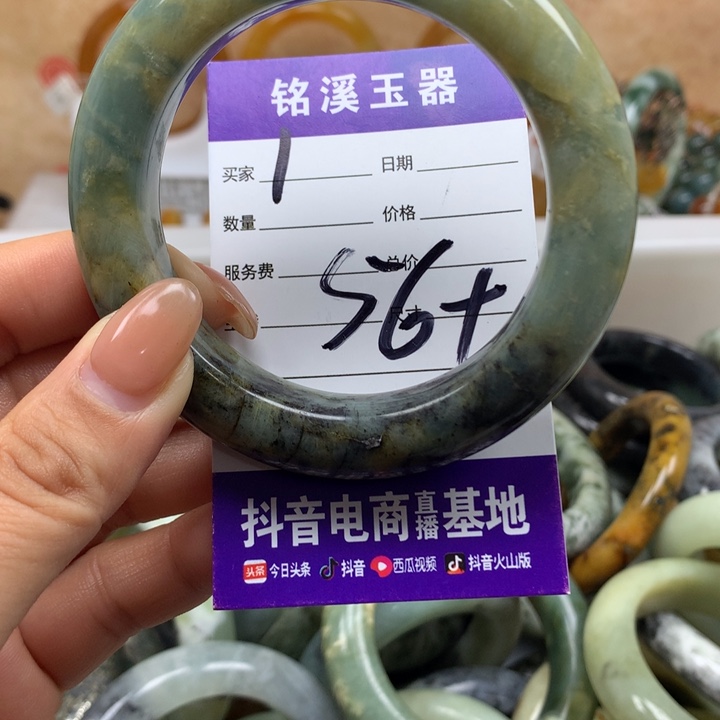 铭溪玉器
买家 1 日期
数量 价格
服务费 总价
56+
抖音电商直播基地
头条 今日头条 抖音 西瓜视频 抖音火山版